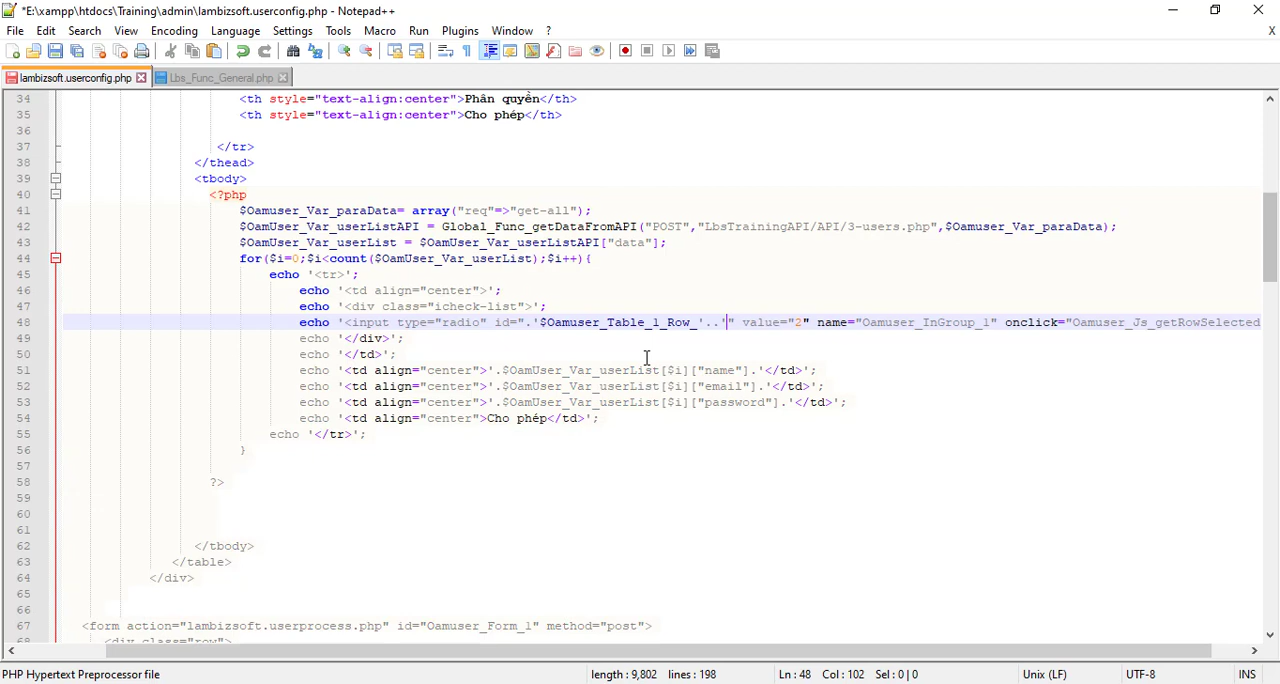 *E:\xampp\htdocs\Training\admin\lambizsoft.userconfig.php - Notepad++
File Edit Search View Encoding Language Settings Tools Macro Run Plugins Window ? X
lambizsoft.userconfig.php Lbs_Func_General.php
34 <th style="text-align:center">Phân quyền</th>
35 <th style="text-align:center">Cho phép</th>
36
37 </tr>
38 </thead>
39 <tbody>
40 <?php
41 $Oamuser_Var_paraData= array("req"=>"get-all");
42 $OamUser_Var_userListAPI = Global_Func_getDataFromAPI("POST","LbsTrainingAPI/API/3-users.php",$Oamuser_Var_paraData);
43 $OamUser_Var_userList = $OamUser_Var_userListAPI["data"];
44 for($i=0;$i<count($OamUser_Var_userList);$i++){
45 echo '<tr>';
46 echo '<td align="center">';
47 echo '<div class="icheck-list">';
48 echo '<input type="radio" id=".'$Oamuser_Table_1_Row_'..'" value="2" name="Oamuser_InGroup_1" onclick="Oamuser_Js_getRowSelected
49 echo '</div>';
50 echo '</td>';
51 echo '<td align="center">'.$OamUser_Var_userList[$i]["name"].'</td>';
52 echo '<td align="center">'.$OamUser_Var_userList[$i]["email"].'</td>';
53 echo '<td align="center">'.$OamUser_Var_userList[$i]["password"].'</td>';
54 echo '<td align="center">Cho phép</td>';
55 echo '</tr>';
56 }
57
58 ?>
59
60
61
62 </tbody>
63 </table>
64 </div>
65
66
67 <form action="lambizsoft.userprocess.php" id="Oamuser_Form_1" method="post">
68 <div class="row">
PHP Hypertext Preprocessor file length : 9,802 lines : 198 Ln : 48 Col : 102 Sel : 0 | 0 Unix (LF) UTF-8 INS